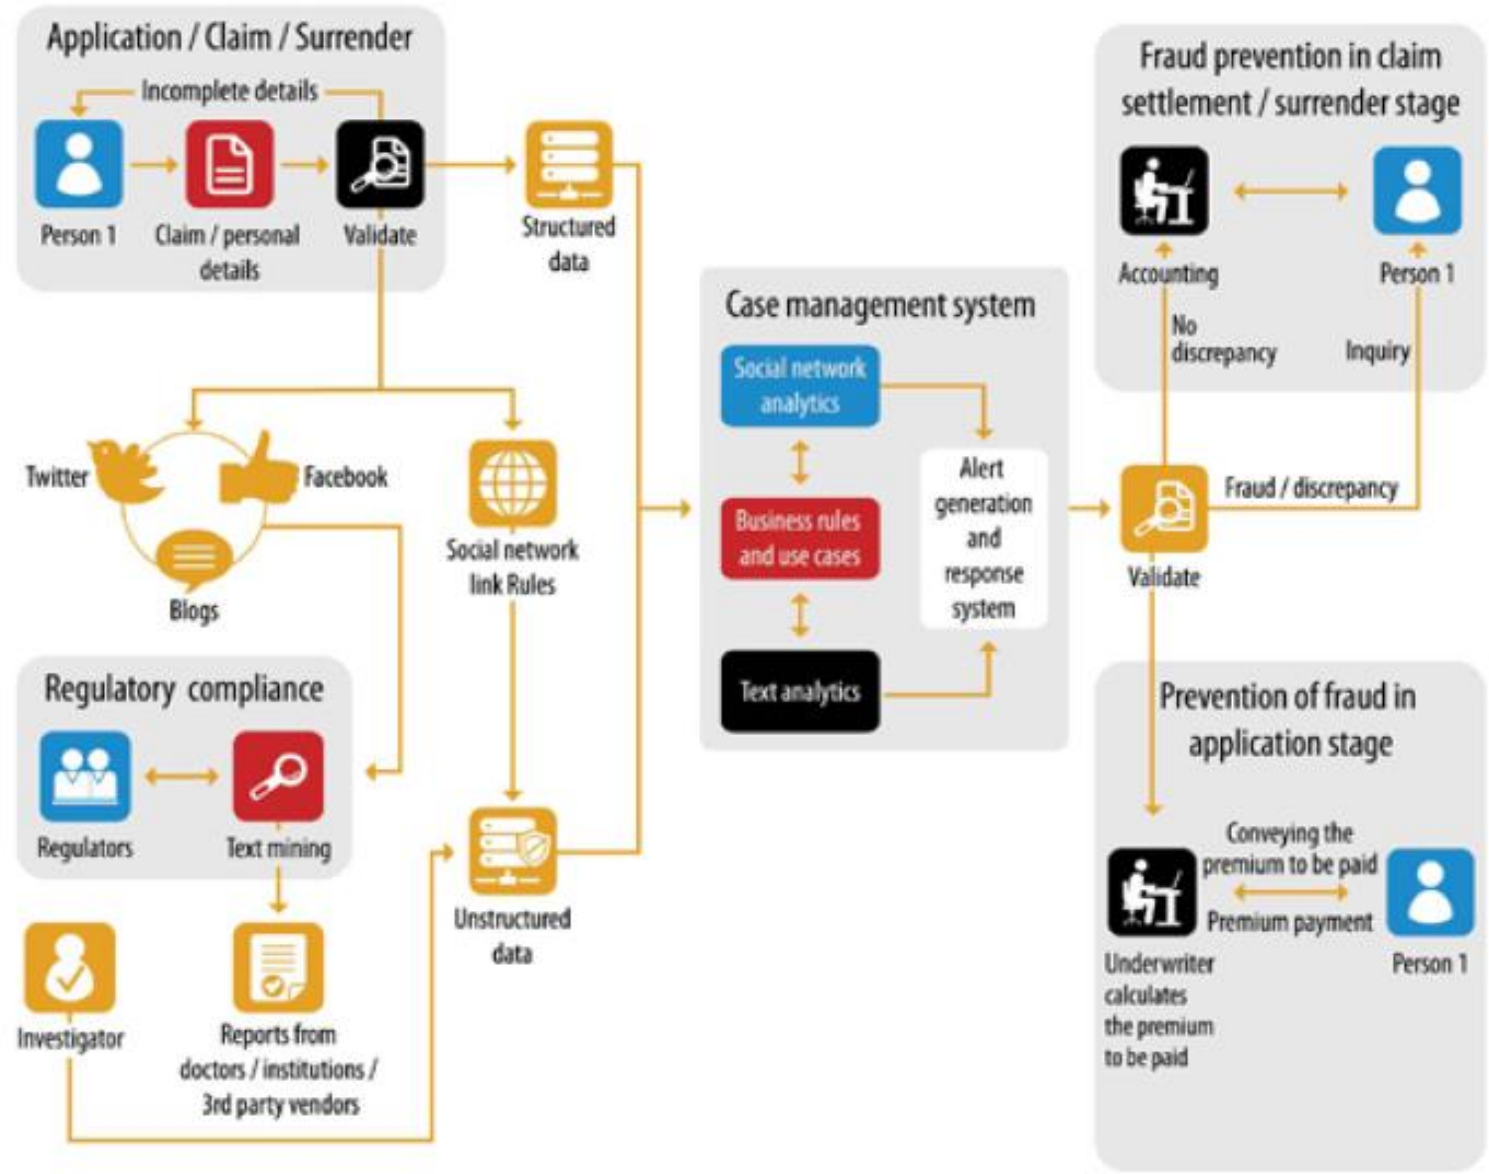 Application / Claim / Surrender
Incomplete details
Person 1
Claim / personal
details
Validate
Structured
data
Twitter
Facebook
Blogs
Social network
link Rules
Regulatory compliance
Regulators
Text mining
Investigator
Reports from
doctors / institutions /
3rd party vendors
Unstructured
data
Case management system
Social network
analytics
Business rules
and use cases
Text analytics
Alert
generation
and
response
system
Fraud prevention in claim
settlement / surrender stage
Accounting
Person 1
No
discrepancy
Inquiry
Fraud / discrepancy
Validate
Prevention of fraud in
application stage
Conveying the
premium to be paid
Premium payment
Underwriter
calculates
the premium
to be paid
Person 1